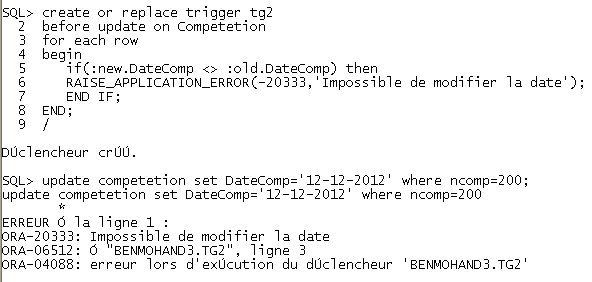 SQL> create or replace trigger tg2
  2  before update on Competetion
  3  for each row
  4  begin
  5     if(:new.DateComp <> :old.DateComp) then
  6     RAISE_APPLICATION_ERROR(-20333,'Impossible de modifier la date');
  7     END IF;
  8  END;
  9  /
DÚclencheur crÚÚ.
SQL> update competetion set DateComp='12-12-2012' where ncomp=200;
update competetion set DateComp='12-12-2012' where ncomp=200
       *
ERREUR Ó la ligne 1 :
ORA-20333: Impossible de modifier la date
ORA-06512: Ó "BENMOHAND3.TG2", ligne 3
ORA-04088: erreur lors d'exÚcution du dÚclencheur 'BENMOHAND3.TG2'